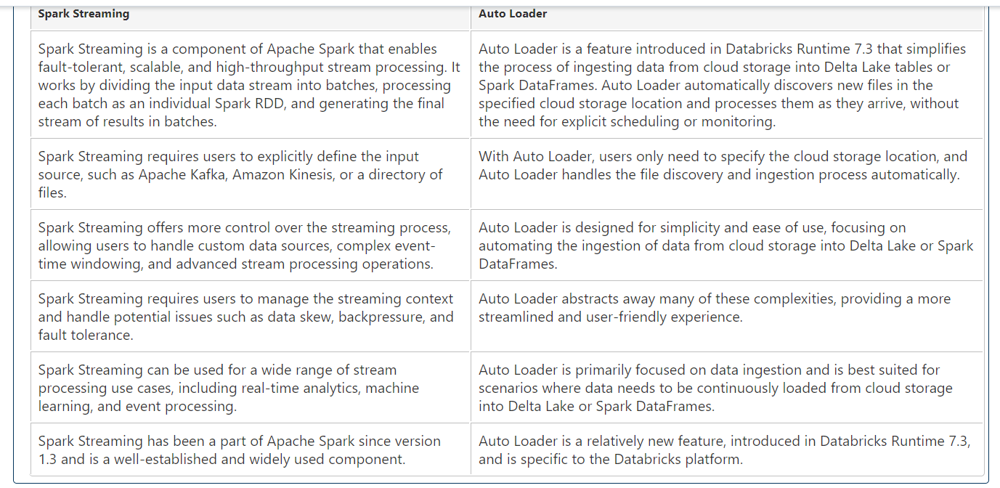 Spark Streaming
Auto Loader
Spark Streaming is a component of Apache Spark that enables
fault-tolerant, scalable, and high-throughput stream processing. It
works by dividing the input data stream into batches, processing
each batch as an individual Spark RDD, and generating the final
stream of results in batches.
Auto Loader is a feature introduced in Databricks Runtime 7.3 that simplifies
the process of ingesting data from cloud storage into Delta Lake tables or
Spark DataFrames. Auto Loader automatically discovers new files in the
specified cloud storage location and processes them as they arrive, without
the need for explicit scheduling or monitoring.
Spark Streaming requires users to explicitly define the input
source, such as Apache Kafka, Amazon Kinesis, or a directory of
files.
With Auto Loader, users only need to specify the cloud storage location, and
Auto Loader handles the file discovery and ingestion process automatically.
Spark Streaming offers more control over the streaming process,
allowing users to handle custom data sources, complex event-
time windowing, and advanced stream processing operations.
Auto Loader is designed for simplicity and ease of use, focusing on
automating the ingestion of data from cloud storage into Delta Lake or Spark
DataFrames.
Spark Streaming requires users to manage the streaming context
and handle potential issues such as data skew, backpressure, and
fault tolerance.
Auto Loader abstracts away many of these complexities, providing a more
streamlined and user-friendly experience.
Spark Streaming can be used for a wide range of stream
processing use cases, including real-time analytics, machine
learning, and event processing.
Auto Loader is primarily focused on data ingestion and is best suited for
scenarios where data needs to be continuously loaded from cloud storage
into Delta Lake or Spark DataFrames.
Spark Streaming has been a part of Apache Spark since version
1.3 and is a well-established and widely used component.
Auto Loader is a relatively new feature, introduced in Databricks Runtime 7.3,
and is specific to the Databricks platform.